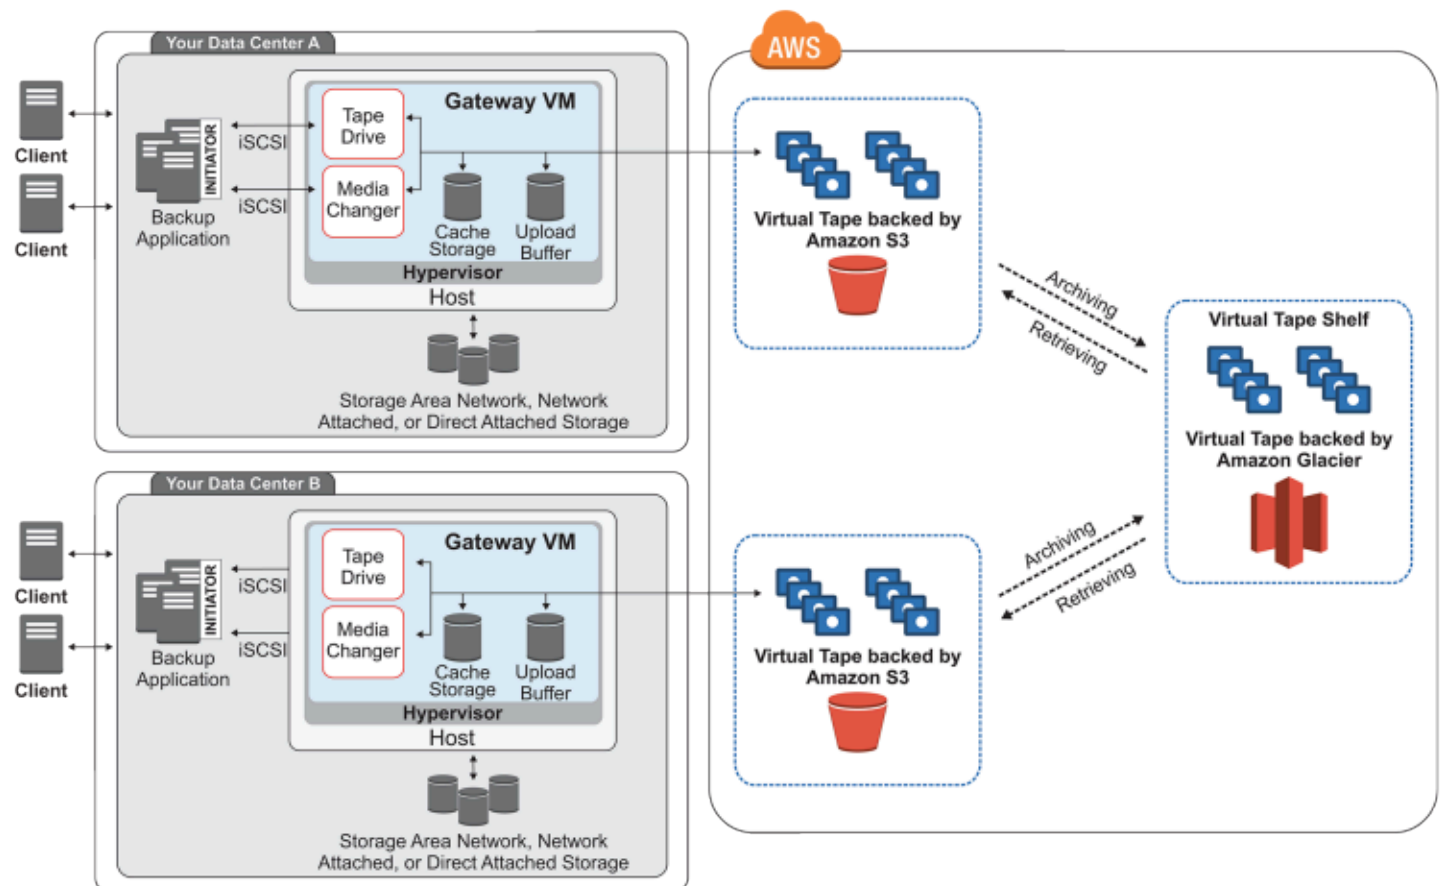 Your Data Center A
Client
Client
INITIATOR
Backup
Application
iSCSI
iSCSI
Gateway VM
Tape
Drive
Media
Changer
Cache
Storage
Upload
Buffer
Hypervisor
Host
Storage Area Network, Network
Attached, or Direct Attached Storage
Your Data Center B
Client
Client
INITIATOR
Backup
Application
iSCSI
iSCSI
Gateway VM
Tape
Drive
Media
Changer
Cache
Storage
Upload
Buffer
Hypervisor
Host
Storage Area Network, Network
Attached, or Direct Attached Storage
AWS
Virtual Tape backed by
Amazon S3
Archiving
Retrieving
Virtual Tape Shelf
Virtual Tape backed by
Amazon Glacier
Archiving
Retrieving
Virtual Tape backed by
Amazon S3